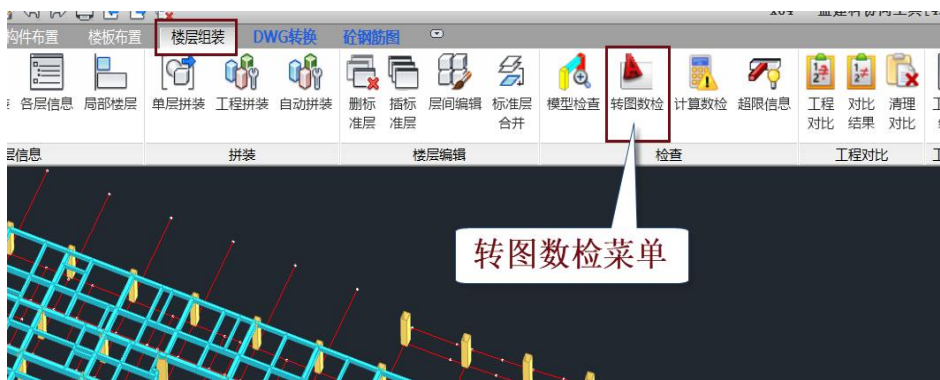 构件布置 楼板布置 楼层组装 DWG转换 砼钢筋图
各层信息 局部楼层 单层拼装 工程拼装 自动拼装 删标准层 插标准层 层间编辑 标准层合并 模型检查 转图数检 计算数检 超限信息 工程对比 对比结果 清理对比
层信息 拼装 楼层编辑 检查 工程对比
转图数检菜单